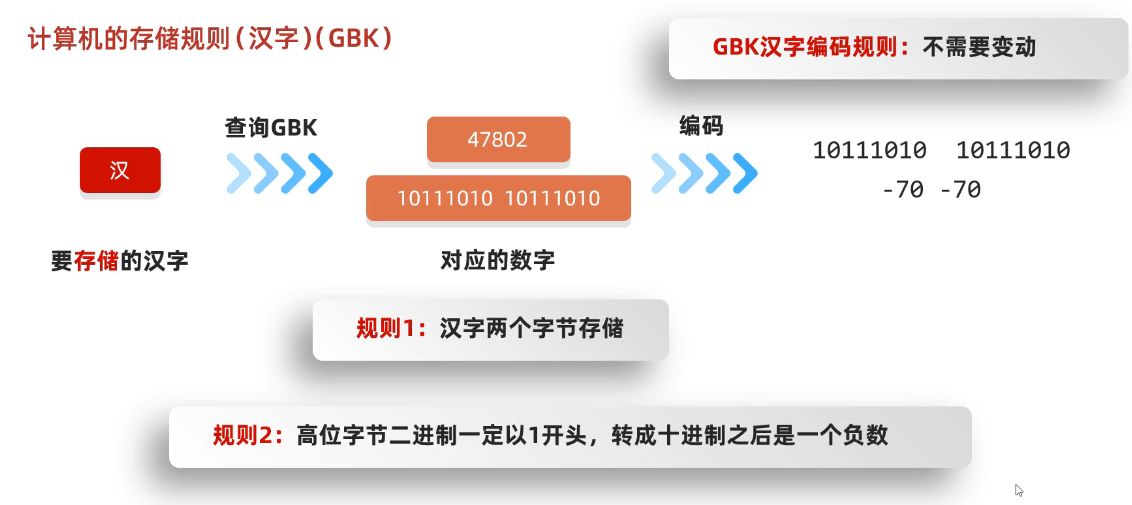 计算机的存储规则(汉字)(GBK)
GBK汉字编码规则：不需要变动
查询GBK
编码
汉
47802
10111010 10111010
10111010 10111010
-70 -70
要存储的汉字
对应的数字
规则1：汉字两个字节存储
规则2：高位字节二进制一定以1开头，转成十进制之后是一个负数